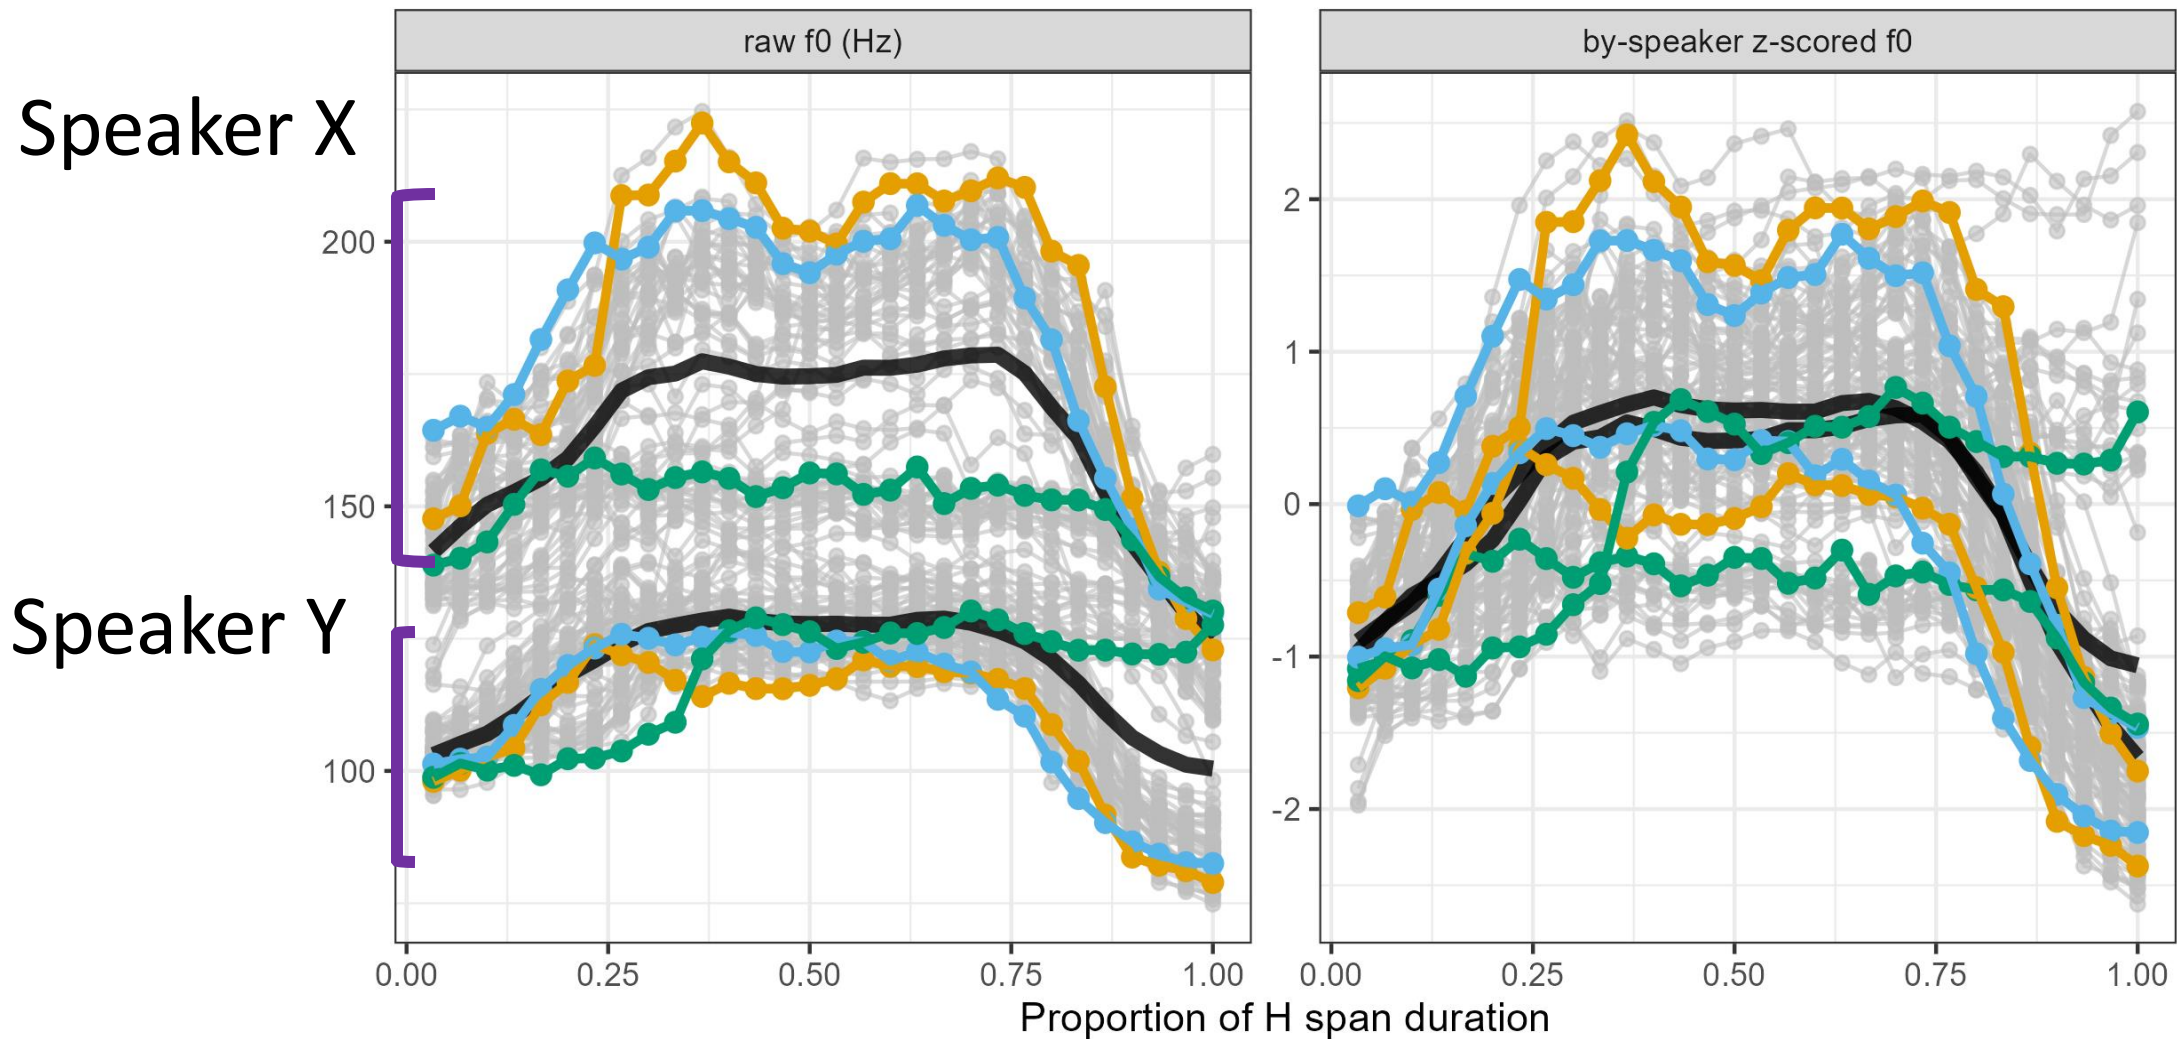 raw f0 (Hz)
by-speaker z-scored f0
Speaker X
Speaker Y
200
150
100
2
1
0
-1
-2
0.00 0.25 0.50 0.75 1.00
0.00 0.25 0.50 0.75 1.00
Proportion of H span duration